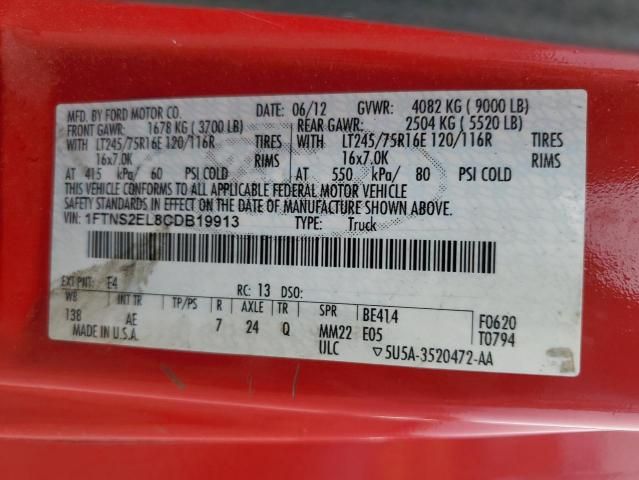 MFD. BY FORD MOTOR CO. DATE: 06/12 GVWR: 4082 KG ( 9000 LB)
FRONT GAWR: 1678 KG ( 3700 LB) REAR GAWR: 2504 KG ( 5520 LB)
WITH LT245/75R16E 120/116R TIRES WITH LT245/75R16E 120/116R TIRES
16x7.0K RIMS 16x7.0K RIMS
AT 415 kPa/ 60 PSI COLD AT 550 kPa/ 80 PSI COLD
THIS VEHICLE CONFORMS TO ALL APPLICABLE FEDERAL MOTOR VEHICLE
SAFETY STANDARDS IN EFFECT ON THE DATE OF MANUFACTURE SHOWN ABOVE.
VIN: 1FTNS2EL8CDB19913 TYPE: Truck
EXT PNT: E4 RC: 13 DSO:
WB INT TR TP/PS R AXLE TR SPR BE414 F0620
138 AE 7 24 Q MM22 E05 T0794
MADE IN U.S.A. ULC ▽5U5A-3520472-AA